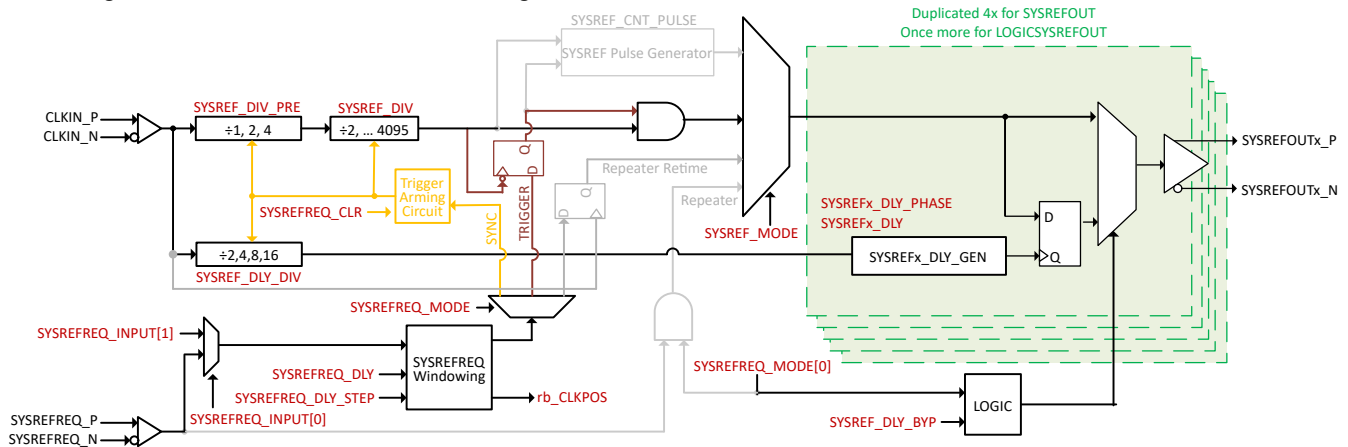 Duplicated 4x for SYSREFOUT
Once more for LOGICSYSREFOUT
SYSREF_CNT_PULSE
SYSREF Pulse Generator
CLKIN_P
CLKIN_N
SYSREF_DIV_PRE
÷1, 2, 4
SYSREF_DIV
÷2, ... 4095
Q
D
Trigger
Arming
Circuit
SYSREFREQ_CLR
SYNC
TRIGGER
Repeater Retime
Q
D
Repeater
SYSREF_MODE
SYSREFx_DLY_PHASE
SYSREFx_DLY
SYSREFx_DLY_GEN
D
Q
SYSREFOUTx_P
SYSREFOUTx_N
÷2,4,8,16
SYSREF_DLY_DIV
SYSREFREQ_MODE
SYSREFREQ_INPUT[1]
SYSREFREQ
Windowing
SYSREFREQ_DLY
SYSREFREQ_DLY_STEP
rb_CLKPOS
SYSREFREQ_INPUT[0]
SYSREFREQ_P
SYSREFREQ_N
SYSREFREQ_MODE[0]
LOGIC
SYSREF_DLY_BYP